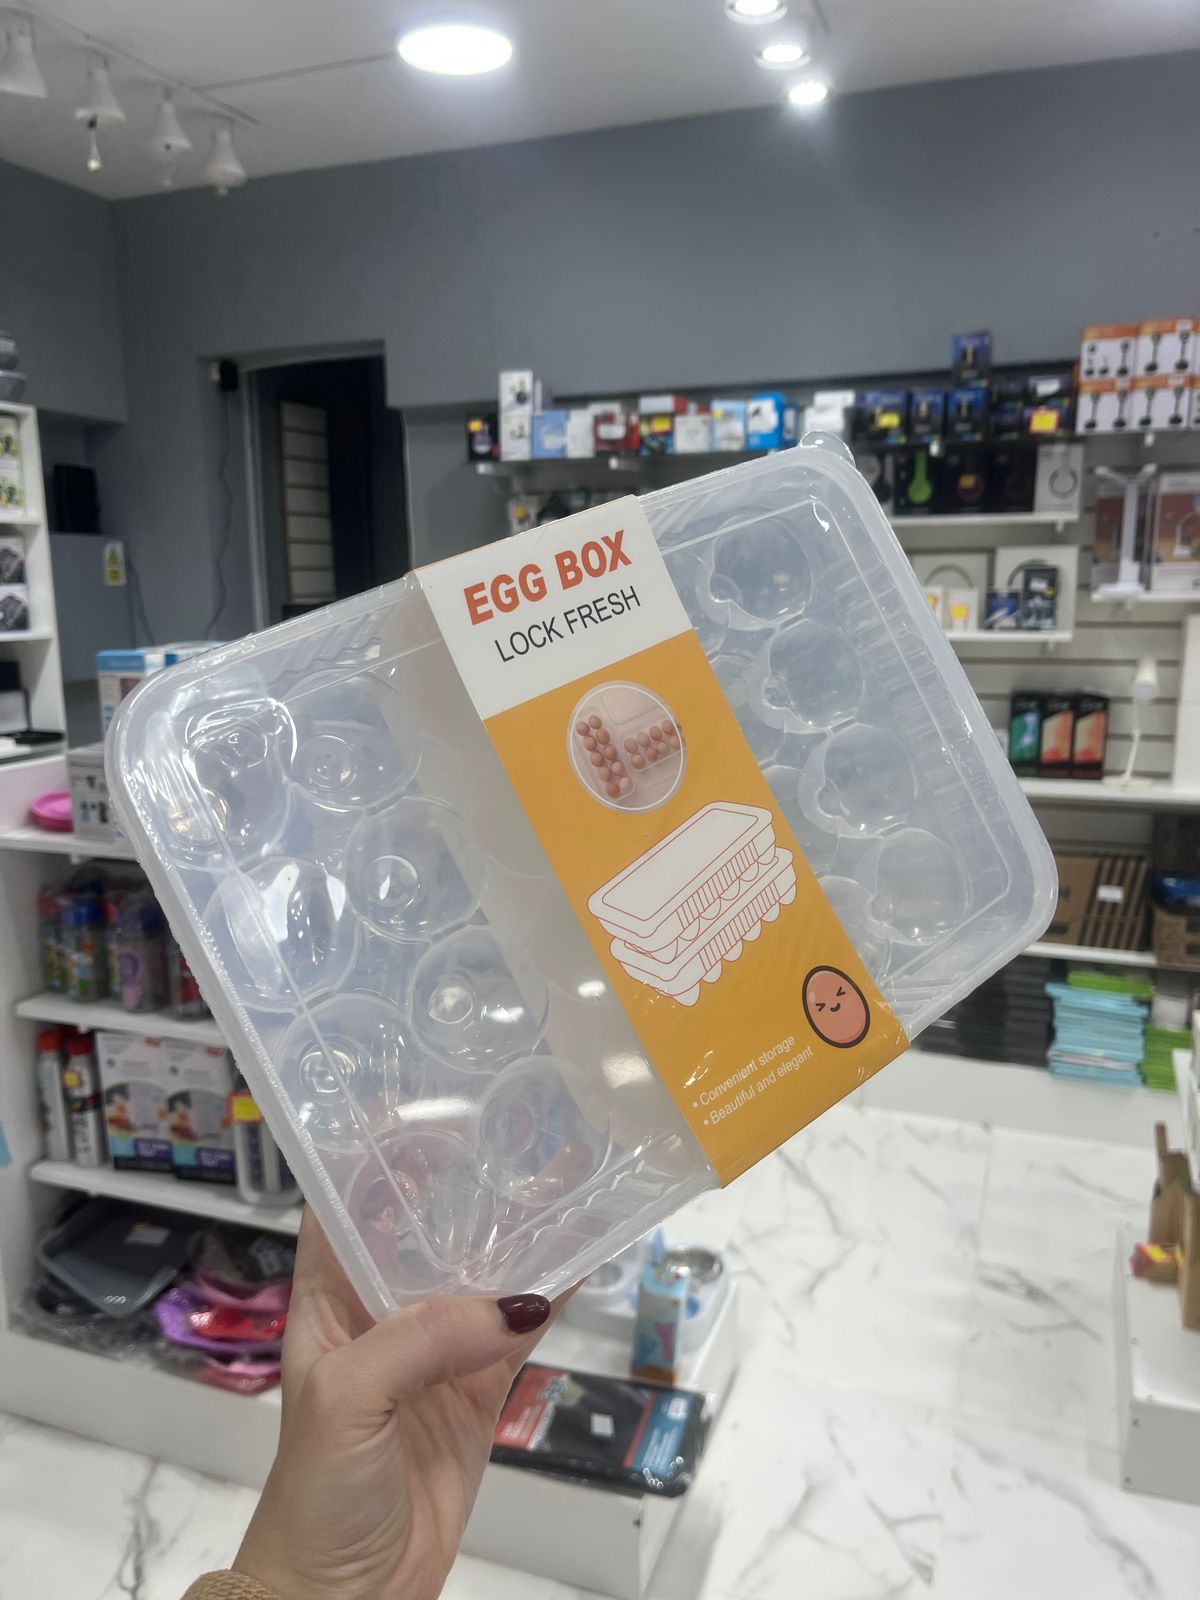 EGG BOX
LOCK FRESH
• Convenient storage
• Beautiful and elegant